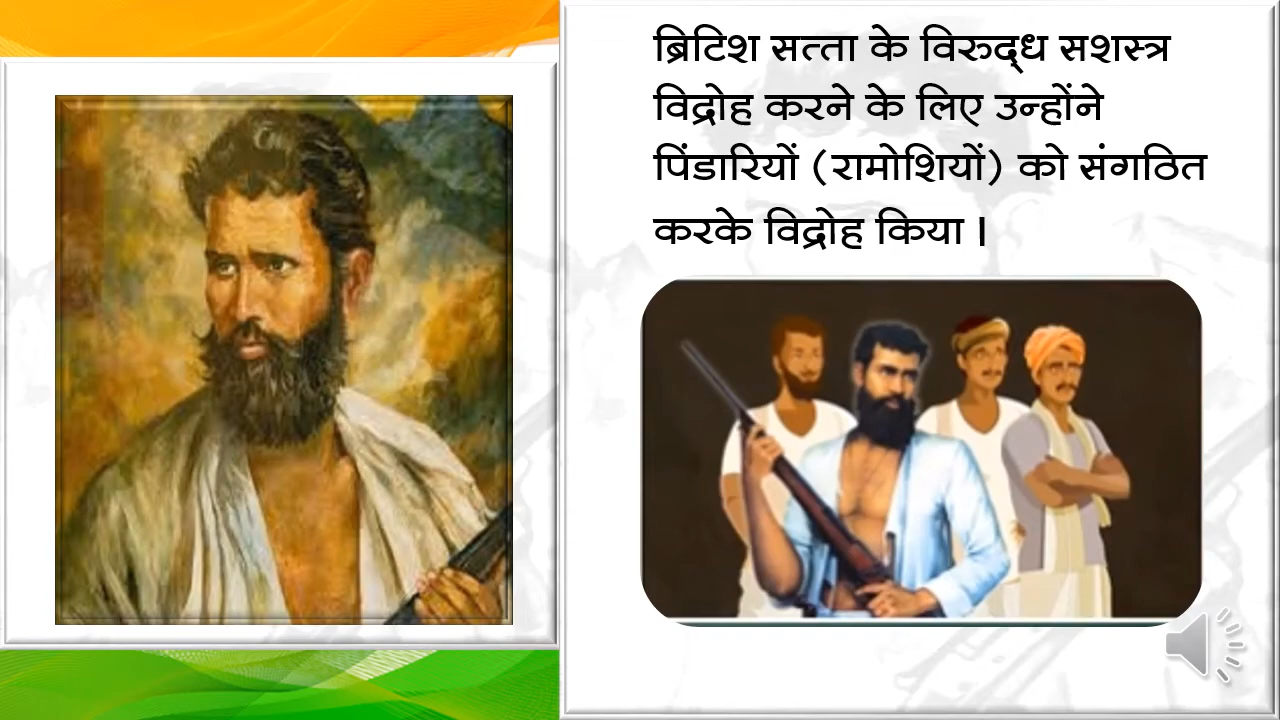 ब्रिटिश सत्ता के विरुद्ध सशस्त्र
विद्रोह करने के लिए उन्होंने
पिंडारियों (रामोशियों) को संगठित
करके विद्रोह किया ।